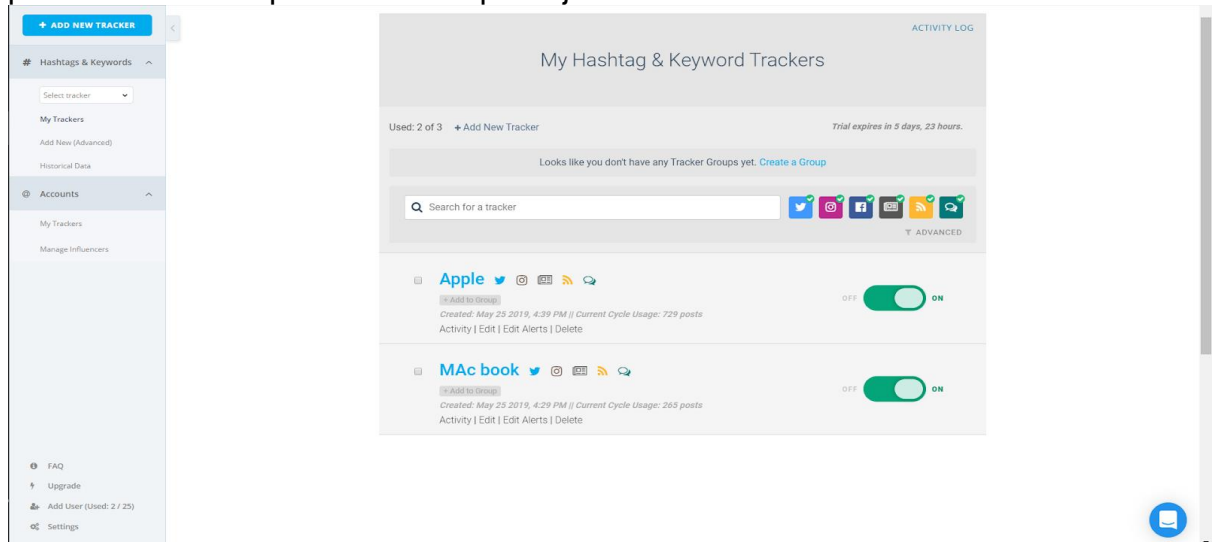 + ADD NEW TRACKER
# Hashtags & Keywords
Select tracker
My Trackers
Add New (Advanced)
Historical Data
@ Accounts
My Trackers
Manage Influencers
FAQ
Upgrade
Add User (Used: 2 / 25)
Settings
ACTIVITY LOG
My Hashtag & Keyword Trackers
Used: 2 of 3 + Add New Tracker
Trial expires in 5 days, 23 hours.
Looks like you don't have any Tracker Groups yet. Create a Group
Search for a tracker
ADVANCED
Apple
+ Add to Group
Created: May 25 2019, 4:39 PM || Current Cycle Usage: 729 posts
Activity | Edit | Edit Alerts | Delete
OFF ON
MAc book
+ Add to Group
Created: May 25 2019, 4:29 PM || Current Cycle Usage: 265 posts
Activity | Edit | Edit Alerts | Delete
OFF ON